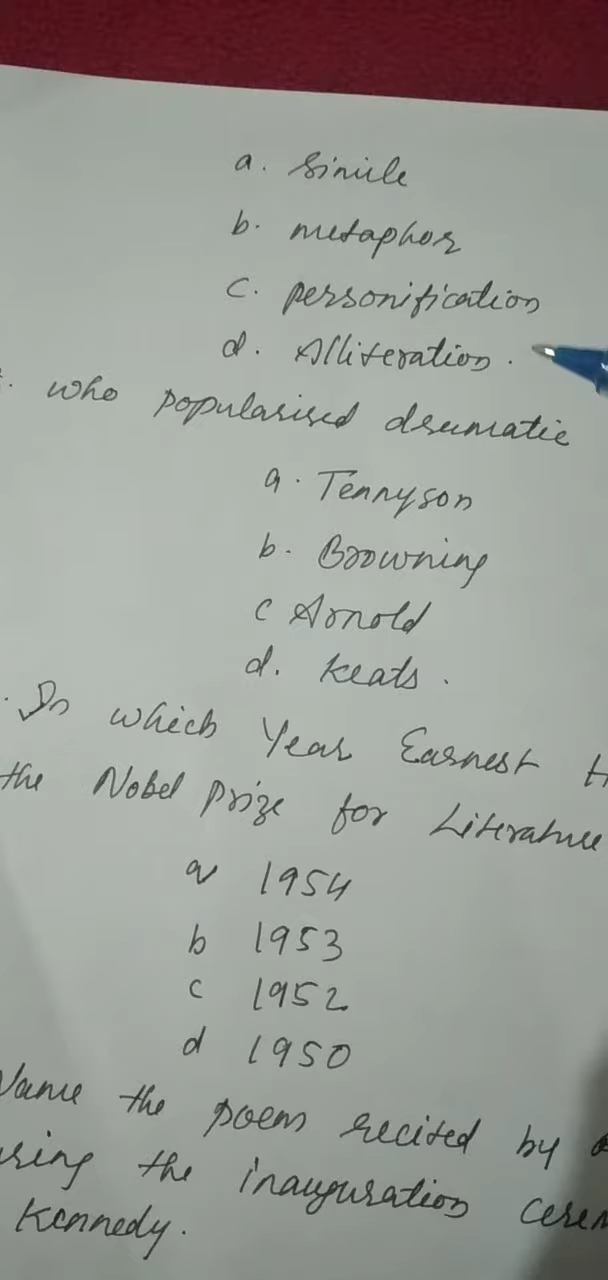 a. Simile
b. metaphor
c. personification
d. Alliteration.
who popularised dramatic
a. Tennyson
b. Browning
c Arnold
d. Keats.
In which Year Earnest
the Nobel Prize for Literature
a 1954
b 1953
c 1952
d 1950
Name the poem recited by
the inauguration
Kennedy.